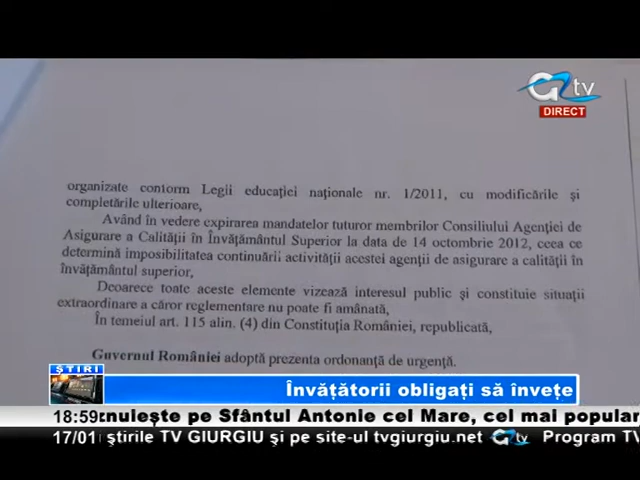 GZtv
DIRECT
organizate conform Legii educației naționale nr. 1/2011, cu modificările și
completările ulterioare,
Având în vedere expirarea mandatelor tuturor membrilor Consiliului Agenției de
Asigurare a Calității în Învățământul Superior la data de 14 octombrie 2012, ceea ce
determină imposibilitatea continuării activității acestei agenții de asigurare a calității în
învățământul superior,
Deoarece toate aceste elemente vizează interesul public și constituie situații
extraordinare a căror reglementare nu poate fi amânată,
În temeiul art. 115 alin. (4) din Constituția României, republicată,
Guvernul României adoptă prezenta ordonanță de urgență.
ȘTIRI
Învățătorii obligați să învețe
18:59 znuiește pe Sfântul Antonie cel Mare, cel mai popular
17/01 știrile TV GIURGIU și pe site-ul tvgiurgiu.net GZtv Program TV